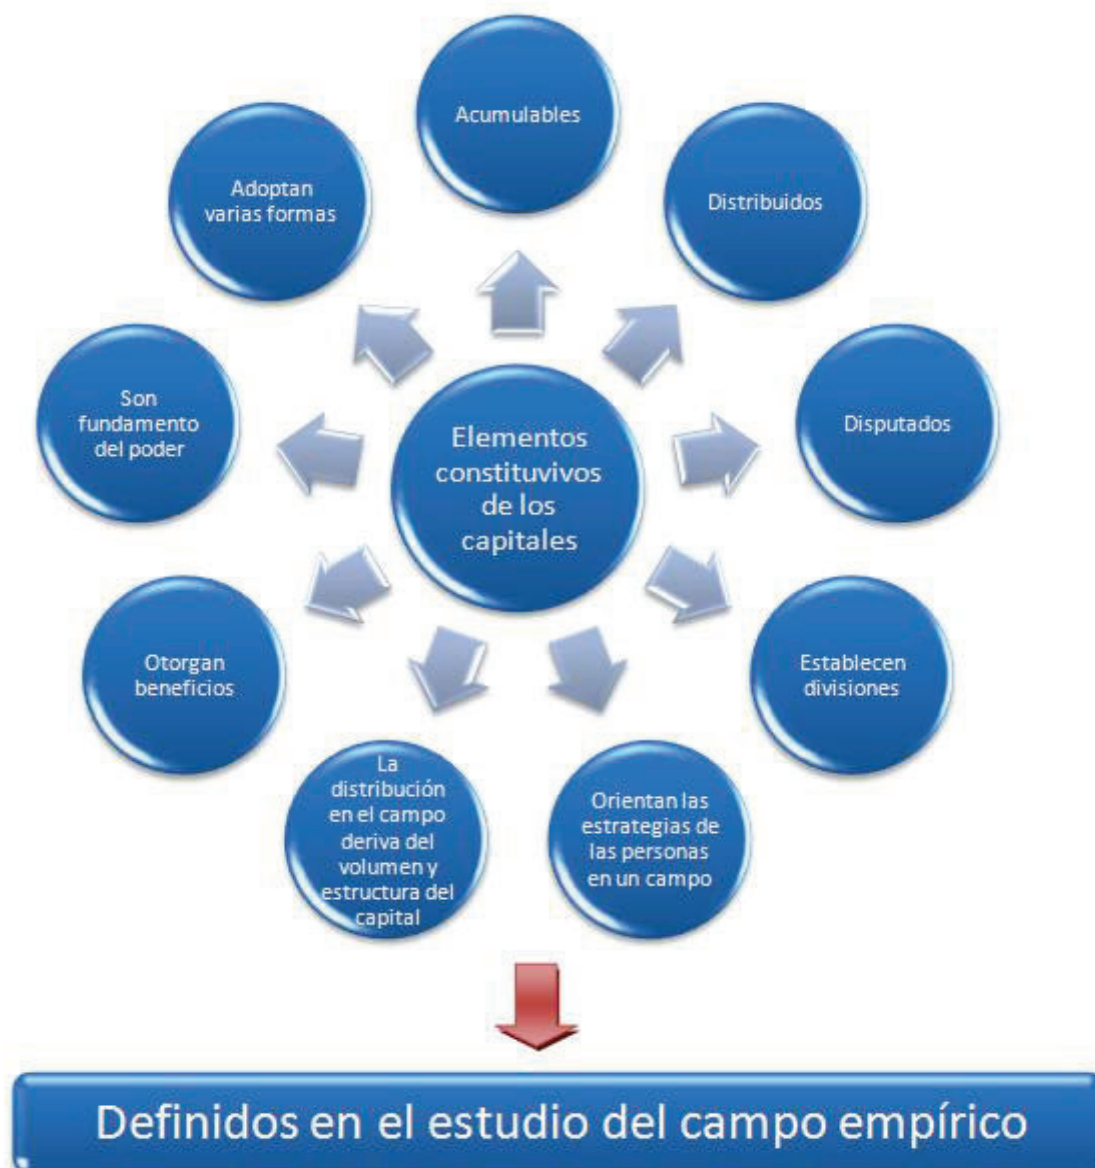 Acumulables
Distribuidos
Disputados
Establecen
divisiones
Orientan las
estrategias de
las personas
en un campo
La
distribución
en el campo
deriva del
volumen y
estructura del
capital
Otorgan
beneficios
Son
fundamento
del poder
Adoptan
varias formas
Elementos
constituvivos
de los
capitales
Definidos en el estudio del campo empírico